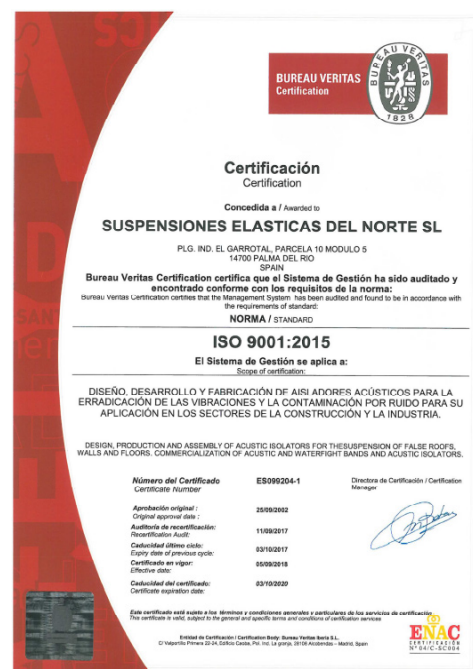 BUREAU VERITAS
Certification
BUREAU VERITAS
1828
Certificación
Certification
Concedida a / Awarded to
SUSPENSIONES ELASTICAS DEL NORTE SL
PLG. IND. EL GARROTAL, PARCELA 10 MODULO 5
14700 PALMA DEL RIO
SPAIN
Bureau Veritas Certification certifica que el Sistema de Gestión ha sido auditado y
encontrado conforme con los requisitos de la norma:
Bureau Veritas Certification certifies that the Management System has been audited and found to be in accordance with
the requirements of standard:
NORMA / STANDARD
ISO 9001:2015
El Sistema de Gestión se aplica a:
Scope of certification:
DISEÑO, DESARROLLO Y FABRICACIÓN DE AISLADORES ACÚSTICOS PARA LA
ERRADICACIÓN DE LAS VIBRACIONES Y LA CONTAMINACIÓN POR RUIDO PARA SU
APLICACIÓN EN LOS SECTORES DE LA CONSTRUCCIÓN Y LA INDUSTRIA.
DESIGN, PRODUCTION AND ASSEMBLY OF ACUSTIC ISOLATORS FOR THESUSPENSION OF FALSE ROOFS,
WALLS AND FLOORS. COMMERCIALIZATION OF ACUSTIC AND WATERFIGHT BANDS AND ACUSTIC ISOLATORS.
Número del Certificado ES099204-1 Directora de Certificación / Certification
Certificate Number Manager
Aprobación original : 25/09/2002
Original approval date :
Auditoría de recertificación: 11/09/2017
Recertification Audit:
Caducidad último ciclo: 03/10/2017
Expiry date of previous cycle:
Certificado en vigor: 05/09/2018
Effective date:
Caducidad del certificado: 03/10/2020
Certificate expiration date:
Este certificado está sujeto a los términos y condiciones generales y particulares de los servicios de certificación
This certificate is valid, subject to the general and specific terms and conditions of certification services
Entidad de Certificación / Certification Body: Bureau Veritas Iberia S.L.
C/ Valportillo Primera 22-24, Edificio Caoba, Pol. Ind. La granja, 28108 Alcobendas – Madrid, Spain
ENAC
CERTIFICACIÓN
Nº04/C-SC004